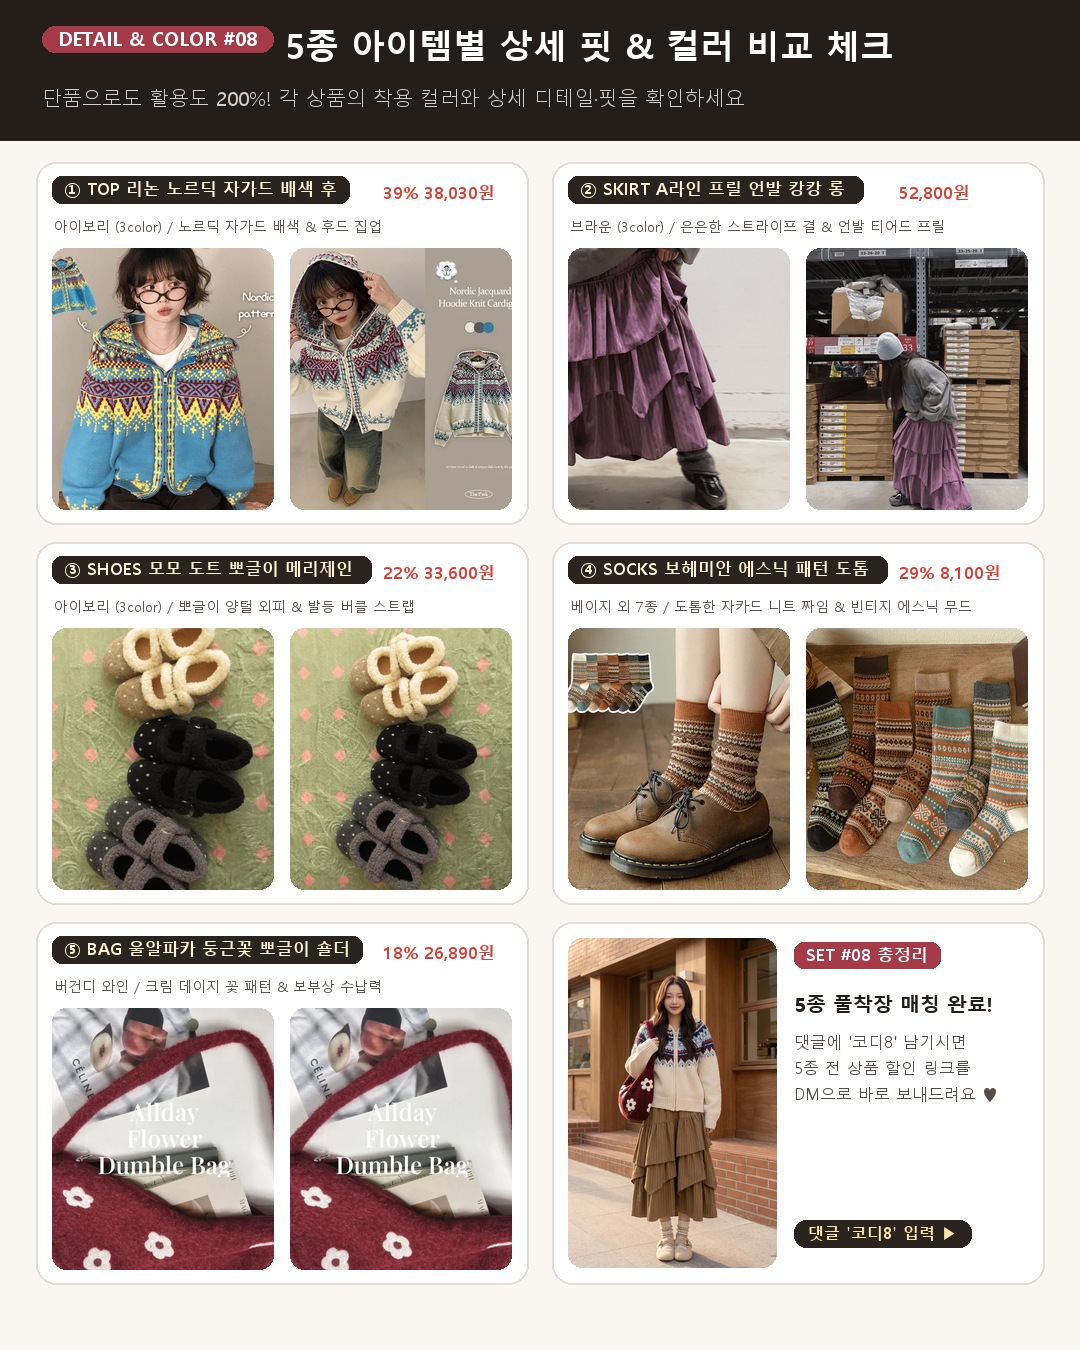 DETAIL & COLOR #08
5종 아이템별 상세 핏 & 컬러 비교 체크
단품으로도 활용도 200%! 각 상품의 착용 컬러와 상세 디테일·핏을 확인하세요
① TOP 리논 노르딕 자가드 배색 후
39% 38,030원
아이보리 (3color) / 노르딕 자가드 배색 & 후드 집업
Nordic
pattern
Nordic Jacquard
Hoodie Knit Cardig
② SKIRT A라인 프릴 언발 캉캉 롱
52,800원
브라운 (3color) / 은은한 스트라이프 결 & 언발 티어드 프릴
33
③ SHOES 모모 도트 뽀글이 메리제인
22% 33,600원
아이보리 (3color) / 뽀글이 양털 외피 & 발등 버클 스트랩
④ SOCKS 보헤미안 에스닉 패턴 도톰
29% 8,100원
베이지 외 7종 / 도톰한 자카드 니트 짜임 & 빈티지 에스닉 무드
⑤ BAG 울알파카 둥근꽃 뽀글이 숄더
18% 26,890원
버건디 와인 / 크림 데이지 꽃 패턴 & 보부상 수납력
CÉLINE
Allday
Flower
Dumble Bag
CÉLINE
Allday
Flower
Dumble Bag
SET #08 총정리
5종 풀착장 매칭 완료!
댓글에 '코디8' 남기시면
5종 전 상품 할인 링크를
DM으로 바로 보내드려요 ♥
댓글 '코디8' 입력 ▶